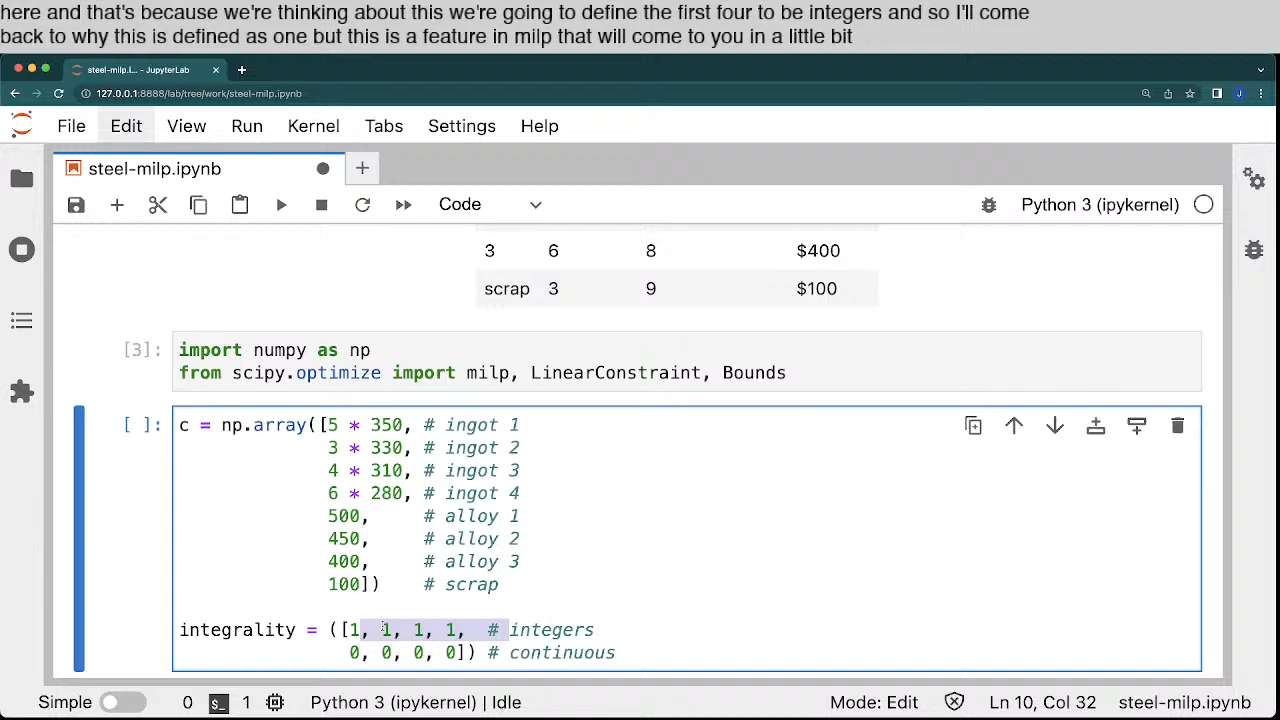 here and that's because we're thinking about this we're going to define the first four to be integers and so I'll come
back to why this is defined as one but this is a feature in milp that will come to you in a little bit
steel-milp.i... - JupyterLab
127.0.0.1:8888/lab/tree/work/steel-milp.ipynb
File Edit View Run Kernel Tabs Settings Help
steel-milp.ipynb
Code Python 3 (ipykernel)
3 6 8 $400
scrap 3 9 $100
[3]: import numpy as np
from scipy.optimize import milp, LinearConstraint, Bounds
[ ]: c = np.array([5 * 350, # ingot 1
3 * 330, # ingot 2
4 * 310, # ingot 3
6 * 280, # ingot 4
500, # alloy 1
450, # alloy 2
400, # alloy 3
100]) # scrap
integrality = ([1, 1, 1, 1, # integers
0, 0, 0, 0]) # continuous
Simple 0 1 Python 3 (ipykernel) | Idle Mode: Edit Ln 10, Col 32 steel-milp.ipynb